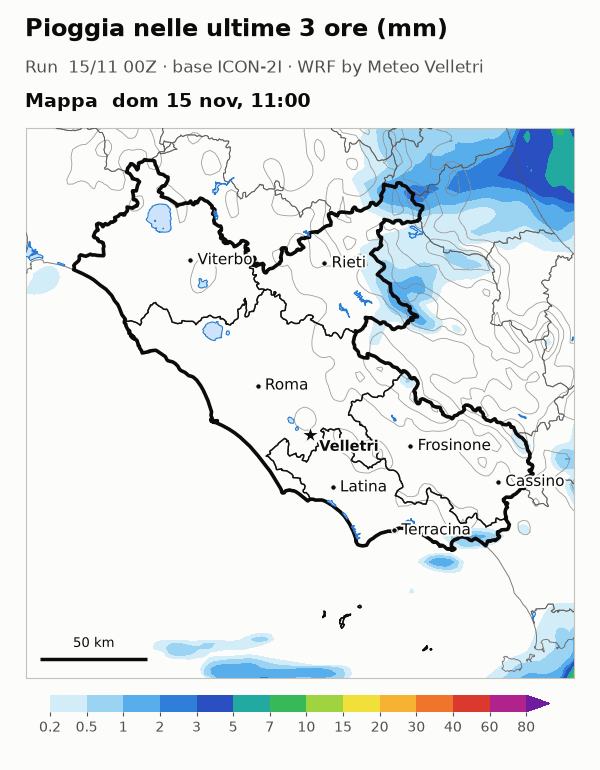 Pioggia nelle ultime 3 ore (mm)
Run  15/11 00Z · base ICON-2I · WRF by Meteo Velletri
Mappa  dom 15 nov, 11:00
Viterbo
Rieti
Roma
Velletri
Frosinone
Cassino
Latina
Terracina
50 km
0.2 0.5 1 2 3 5 7 10 15 20 30 40 60 80